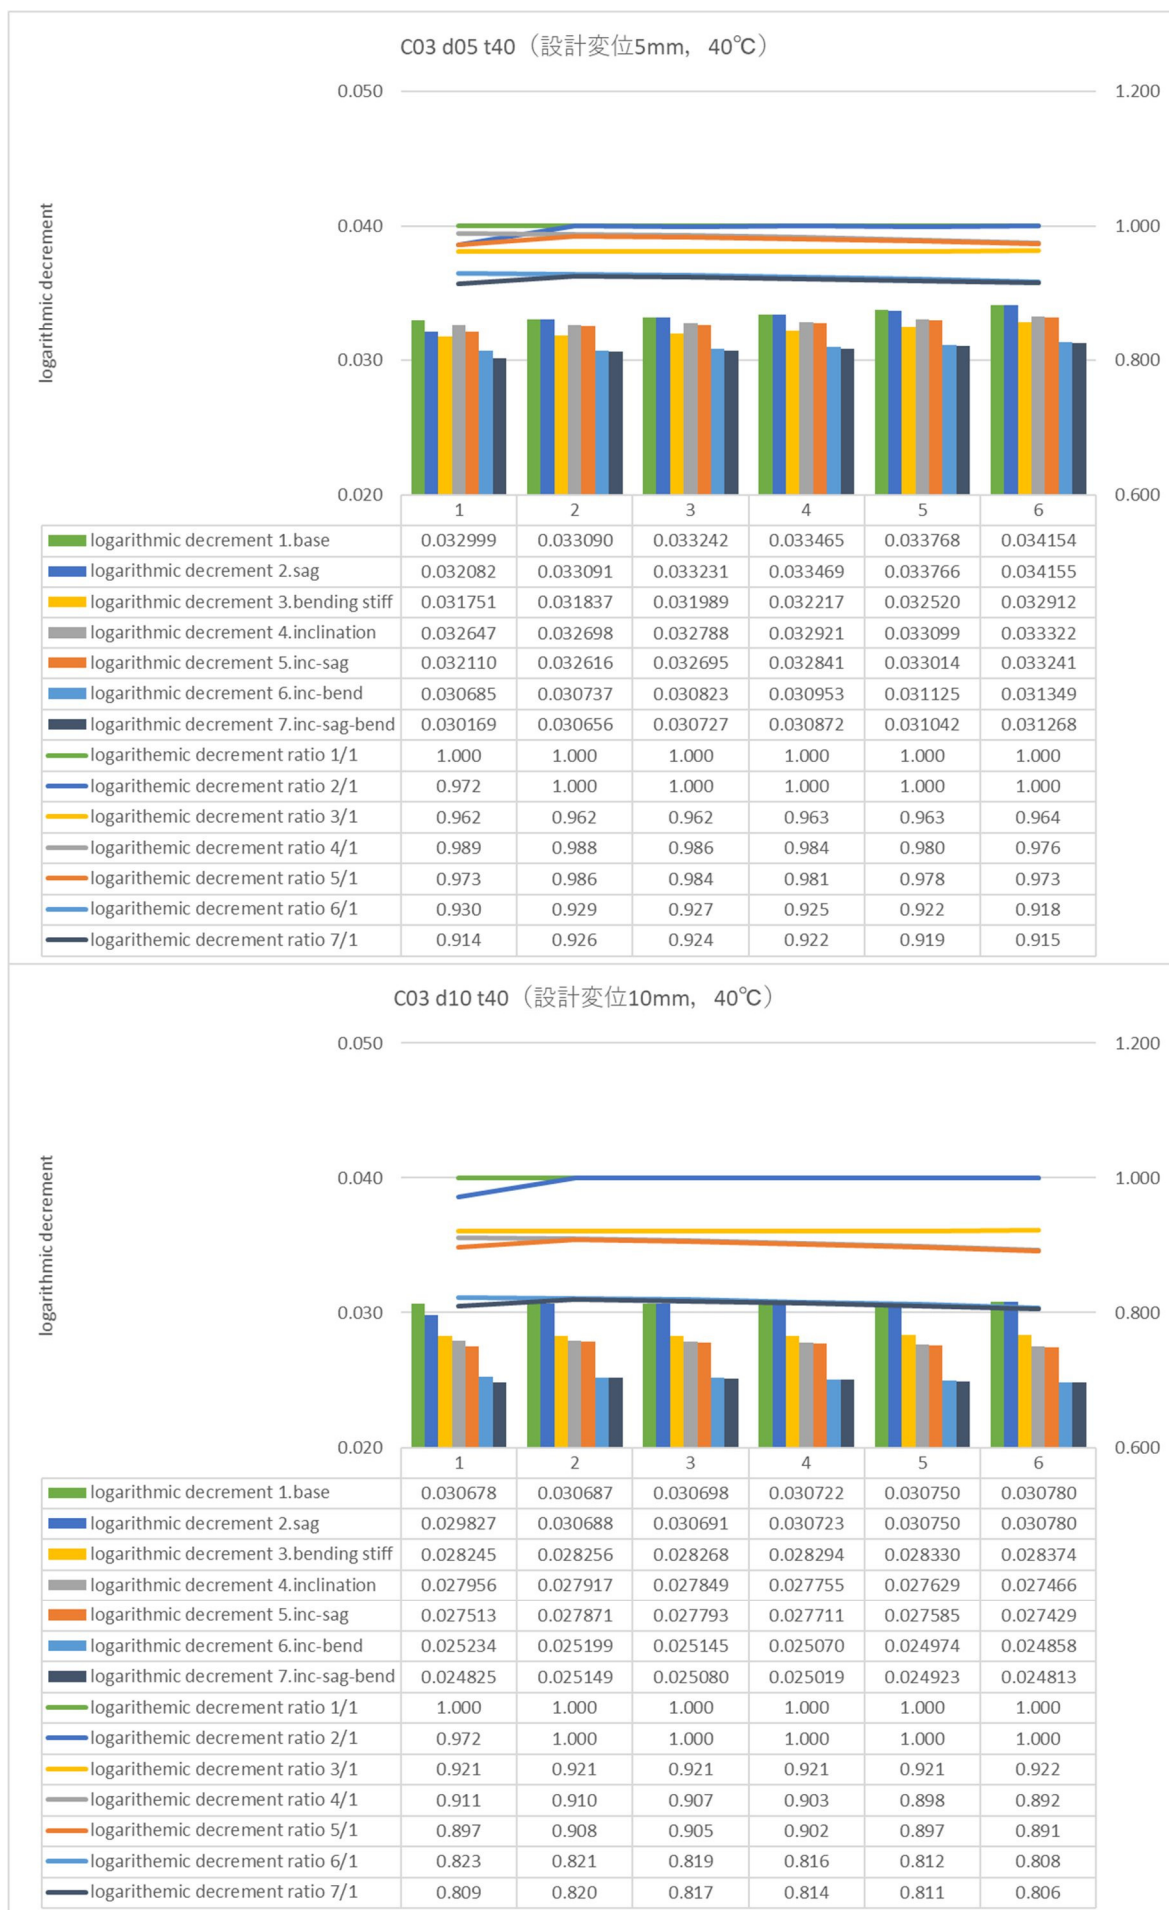 C03 d05 t40（設計変位5mm，40℃）
0.050 1.200
0.040 1.000
logarithmic decrement
0.030 0.800
0.020 0.600
1 2 3 4 5 6
logarithmic decrement 1.base 0.032999 0.033090 0.033242 0.033465 0.033768 0.034154
logarithmic decrement 2.sag 0.032082 0.033091 0.033231 0.033469 0.033766 0.034155
logarithmic decrement 3.bending stiff 0.031751 0.031837 0.031989 0.032217 0.032520 0.032912
logarithmic decrement 4.inclination 0.032647 0.032698 0.032788 0.032921 0.033099 0.033322
logarithmic decrement 5.inc-sag 0.032110 0.032616 0.032695 0.032841 0.033014 0.033241
logarithmic decrement 6.inc-bend 0.030685 0.030737 0.030823 0.030953 0.031125 0.031349
logarithmic decrement 7.inc-sag-bend 0.030169 0.030656 0.030727 0.030872 0.031042 0.031268
logarithemic decrement ratio 1/1 1.000 1.000 1.000 1.000 1.000 1.000
logarithemic decrement ratio 2/1 0.972 1.000 1.000 1.000 1.000 1.000
logarithemic decrement ratio 3/1 0.962 0.962 0.962 0.963 0.963 0.964
logarithemic decrement ratio 4/1 0.989 0.988 0.986 0.984 0.980 0.976
logarithemic decrement ratio 5/1 0.973 0.986 0.984 0.981 0.978 0.973
logarithemic decrement ratio 6/1 0.930 0.929 0.927 0.925 0.922 0.918
logarithemic decrement ratio 7/1 0.914 0.926 0.924 0.922 0.919 0.915
C03 d10 t40（設計変位10mm，40℃）
0.050 1.200
0.040 1.000
logarithmic decrement
0.030 0.800
0.020 0.600
1 2 3 4 5 6
logarithmic decrement 1.base 0.030678 0.030687 0.030698 0.030722 0.030750 0.030780
logarithmic decrement 2.sag 0.029827 0.030688 0.030691 0.030723 0.030750 0.030780
logarithmic decrement 3.bending stiff 0.028245 0.028256 0.028268 0.028294 0.028330 0.028374
logarithmic decrement 4.inclination 0.027956 0.027917 0.027849 0.027755 0.027629 0.027466
logarithmic decrement 5.inc-sag 0.027513 0.027871 0.027793 0.027711 0.027585 0.027429
logarithmic decrement 6.inc-bend 0.025234 0.025199 0.025145 0.025070 0.024974 0.024858
logarithmic decrement 7.inc-sag-bend 0.024825 0.025149 0.025080 0.025019 0.024923 0.024813
logarithemic decrement ratio 1/1 1.000 1.000 1.000 1.000 1.000 1.000
logarithemic decrement ratio 2/1 0.972 1.000 1.000 1.000 1.000 1.000
logarithemic decrement ratio 3/1 0.921 0.921 0.921 0.921 0.921 0.922
logarithemic decrement ratio 4/1 0.911 0.910 0.907 0.903 0.898 0.892
logarithemic decrement ratio 5/1 0.897 0.908 0.905 0.902 0.897 0.891
logarithemic decrement ratio 6/1 0.823 0.821 0.819 0.816 0.812 0.808
logarithemic decrement ratio 7/1 0.809 0.820 0.817 0.814 0.811 0.806